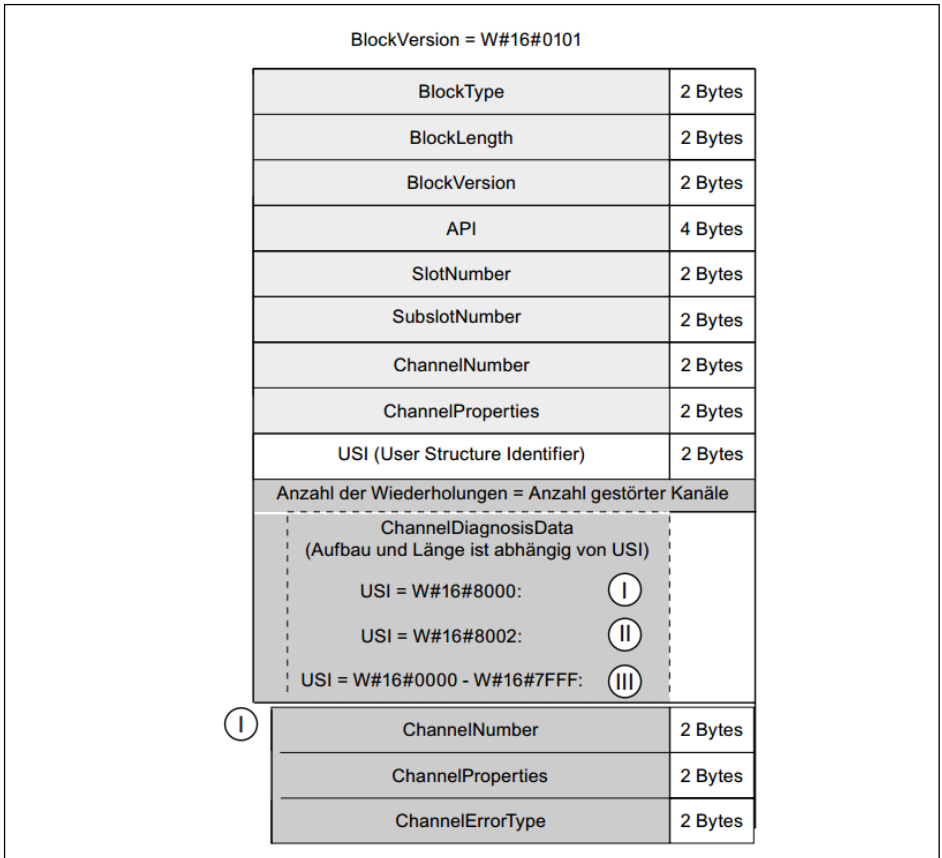 BlockVersion = W#16#0101
BlockType 2 Bytes
BlockLength 2 Bytes
BlockVersion 2 Bytes
API 4 Bytes
SlotNumber 2 Bytes
SubslotNumber 2 Bytes
ChannelNumber 2 Bytes
ChannelProperties 2 Bytes
USI (User Structure Identifier) 2 Bytes
Anzahl der Wiederholungen = Anzahl gestörter Kanäle
ChannelDiagnosisData
(Aufbau und Länge ist abhängig von USI)
USI = W#16#8000: I
USI = W#16#8002: II
USI = W#16#0000 - W#16#7FFF: III
I ChannelNumber 2 Bytes
ChannelProperties 2 Bytes
ChannelErrorType 2 Bytes